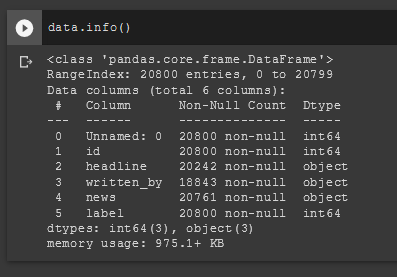 data.info()
<class 'pandas.core.frame.DataFrame'>
RangeIndex: 20800 entries, 0 to 20799
Data columns (total 6 columns):
 #   Column      Non-Null Count  Dtype
---  ------      --------------  -----
 0   Unnamed: 0  20800 non-null  int64
 1   id          20800 non-null  int64
 2   headline    20242 non-null  object
 3   written_by  18843 non-null  object
 4   news        20761 non-null  object
 5   label       20800 non-null  int64
dtypes: int64(3), object(3)
memory usage: 975.1+ KB